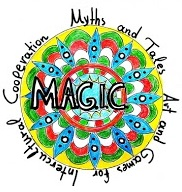 Myths and Tales Art and Games for Intercultural Cooperation
MAGIC